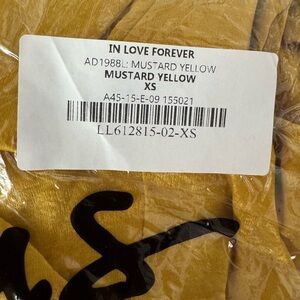 IN LOVE FOREVER
AD1988L: MUSTARD YELLOW
MUSTARD YELLOW
XS
A45-15-E-09 155021
LL612815-02-XS